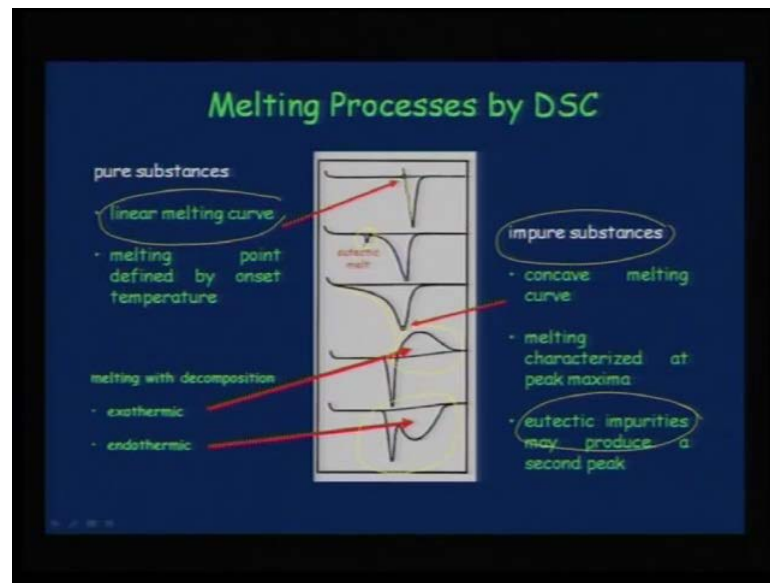 Melting Processes by DSC
pure substances
• linear melting curve
• melting point
defined by onset
temperature
melting with decomposition
• exothermic
• endothermic
eutectic
melt
impure substances
• concave melting
curve
• melting
characterized at
peak maxima
• eutectic impurities
may produce a
second peak